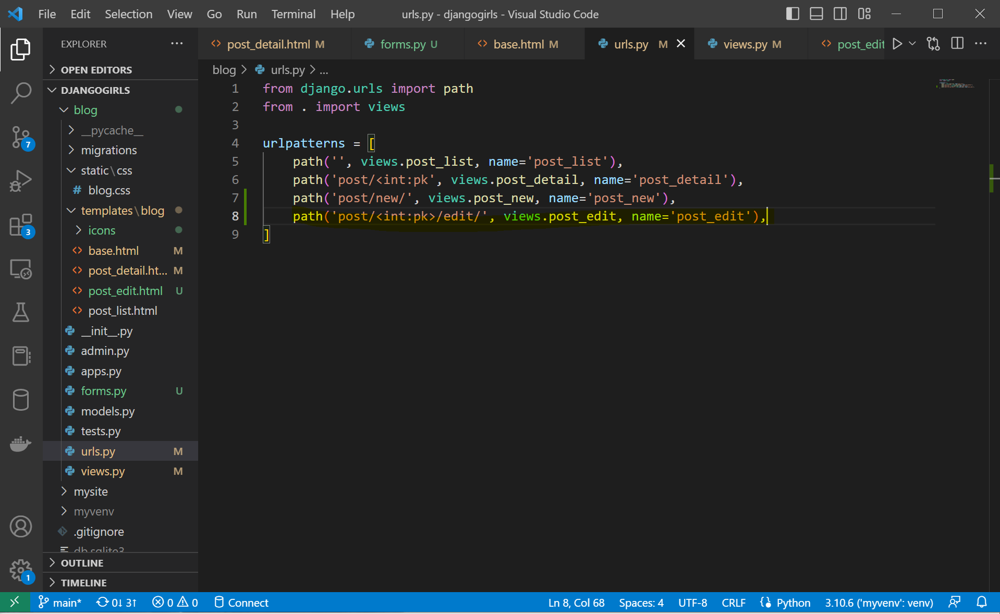 File Edit Selection View Go Run Terminal Help urls.py - djangogirls - Visual Studio Code
EXPLORER ···
post_detail.html M forms.py U base.html M urls.py M views.py M post_edit
OPEN EDITORS
blog > urls.py > ...
DJANGOGIRLS
blog
__pycache__
migrations
static\css
# blog.css
templates\blog
icons
<> base.html M
<> post_detail.ht... M
<> post_edit.html U
<> post_list.html
__init__.py
admin.py
apps.py
forms.py U
models.py
tests.py
urls.py M
views.py M
mysite
myvenv
.gitignore
db.sqlite3
OUTLINE
TIMELINE
7
3
1
1 from django.urls import path
2 from . import views
3
4 urlpatterns = [
5 path('', views.post_list, name='post_list'),
6 path('post/<int:pk', views.post_detail, name='post_detail'),
7 path('post/new/', views.post_new, name='post_new'),
8 path('post/<int:pk>/edit/', views.post_edit, name='post_edit'),
9 ]
main* 0↓ 3↑ 0 0 Connect Ln 8, Col 68 Spaces: 4 UTF-8 CRLF Python 3.10.6 ('myvenv': venv)